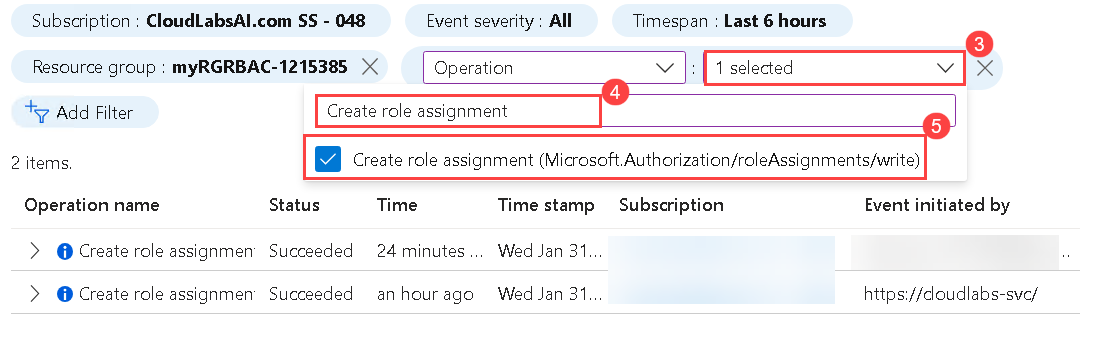 Subscription : CloudLabsAI.com SS - 048 Event severity : All Timespan : Last 6 hours
Resource group : myRGRBAC-1215385 Operation : 1 selected 3
Add Filter
Create role assignment 4
5
Create role assignment (Microsoft.Authorization/roleAssignments/write)
2 items.
Operation name Status Time Time stamp Subscription Event initiated by
Create role assignment Succeeded 24 minutes ... Wed Jan 31... ..
Create role assignment Succeeded an hour ago Wed Jan 31... https://cloudlabs-svc/